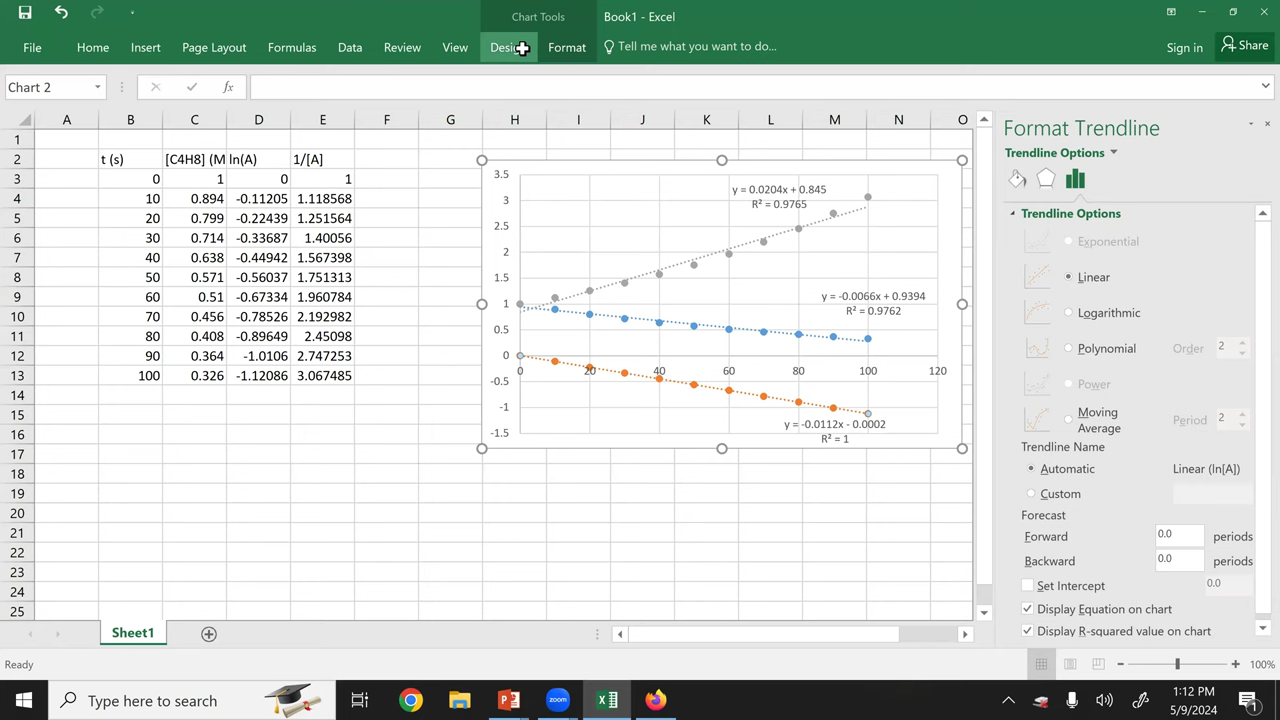 Chart Tools
Book1 - Excel
File Home Insert Page Layout Formulas Data Review View Design Format Tell me what you want to do... Sign in Share
Chart 2 fx
A B C D E F G H I J K L M N O
1
2 t (s) [C4H8] (M ln(A) 1/[A]
3 0 1 0 1
4 10 0.894 -0.11205 1.118568
5 20 0.799 -0.22439 1.251564
6 30 0.714 -0.33687 1.40056
7 40 0.638 -0.44942 1.567398
8 50 0.571 -0.56037 1.751313
9 60 0.51 -0.67334 1.960784
10 70 0.456 -0.78526 2.192982
11 80 0.408 -0.89649 2.45098
12 90 0.364 -1.0106 2.747253
13 100 0.326 -1.12086 3.067485
14
15
16
17
18
19
20
21
22
23
24
25
3.5
3
2.5
2
1.5
1
0.5
0
-0.5
-1
-1.5
0 20 40 60 80 100 120
y = 0.0204x + 0.845
R² = 0.9765
y = -0.0066x + 0.9394
R² = 0.9762
y = -0.0112x - 0.0002
R² = 1
Format Trendline
Trendline Options
Trendline Options
Exponential
Linear
Logarithmic
Polynomial Order 2
Power
Moving Average Period 2
Trendline Name
Automatic Linear (ln[A])
Custom
Forecast
Forward 0.0 periods
Backward 0.0 periods
Set Intercept 0.0
Display Equation on chart
Display R-squared value on chart
Sheet1
Ready 100%
Type here to search
zoom
1:12 PM
5/9/2024
1